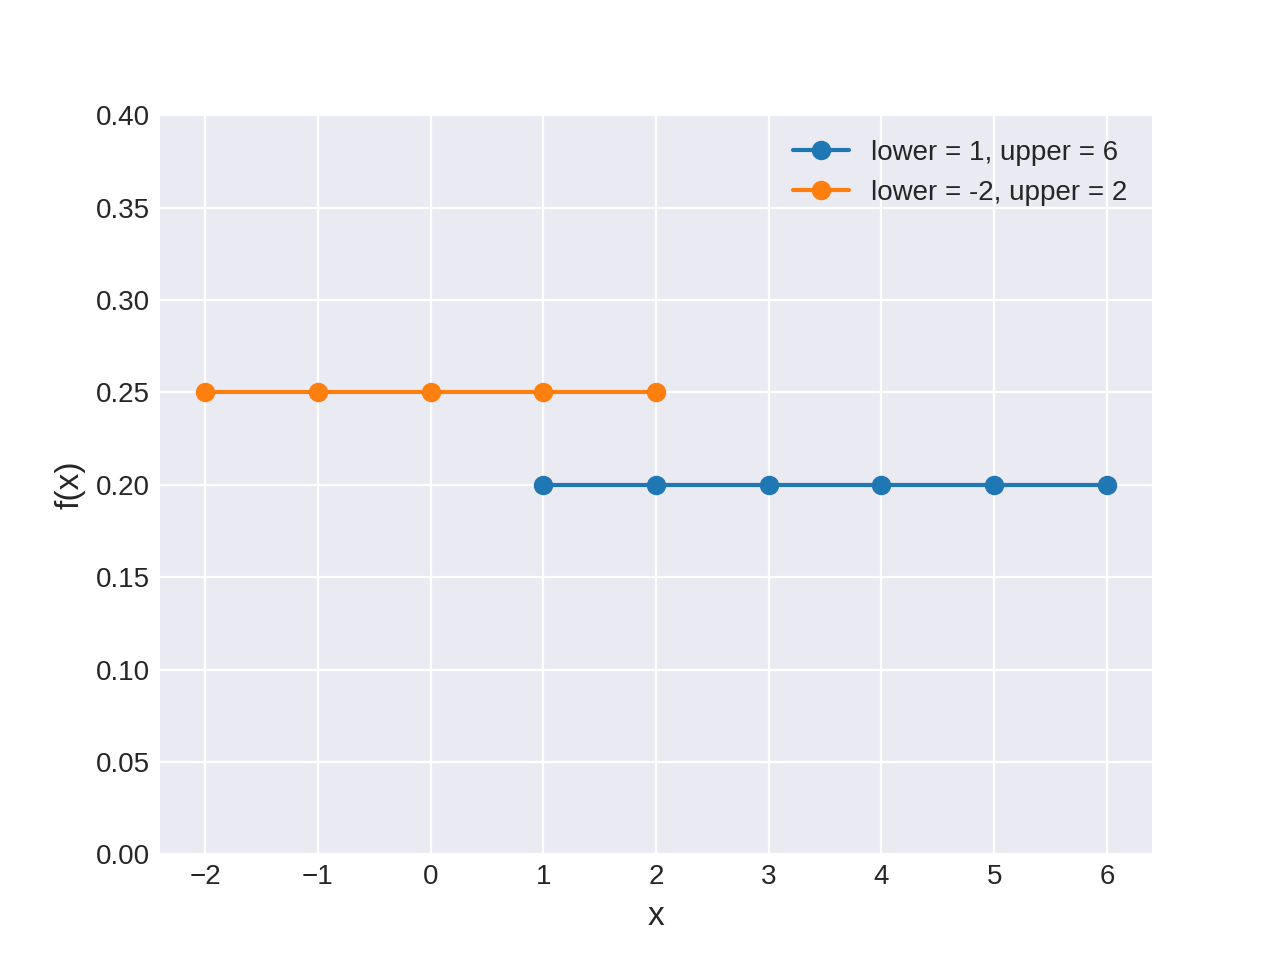 0.40
0.35
0.30
0.25
0.20
0.15
0.10
0.05
0.00
f(x)
lower = 1, upper = 6
lower = -2, upper = 2
−2 −1 0 1 2 3 4 5 6
x